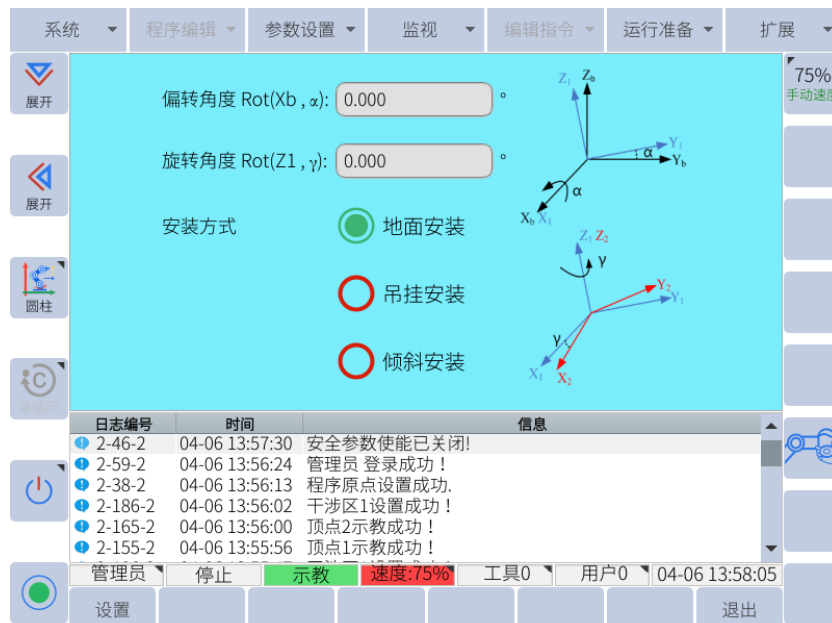 系统 程序编辑 参数设置 监视 编辑指令 运行准备 扩展
展开
75%
手动速度
偏转角度 Rot(Xb , α): 0.000 °
Z₁ Z_b
Y₁
α Y_b
α
X_b X₁
展开
旋转角度 Rot(Z1 , γ): 0.000 °
安装方式
地面安装
Z₁ Z₂
γ
Y₂
Y₁
γ
X₁ X₂
圆柱
吊挂安装
倾斜安装
C
单循环
日志编号 时间 信息
2-46-2 04-06 13:57:30 安全参数使能已关闭!
2-59-2 04-06 13:56:24 管理员 登录成功！
2-38-2 04-06 13:56:13 程序原点设置成功.
2-186-2 04-06 13:56:02 干涉区1设置成功！
2-165-2 04-06 13:56:00 顶点2示教成功！
2-155-2 04-06 13:55:56 顶点1示教成功！
管理员 停止 示教 速度:75% 工具0 用户0 04-06 13:58:05
设置 退出